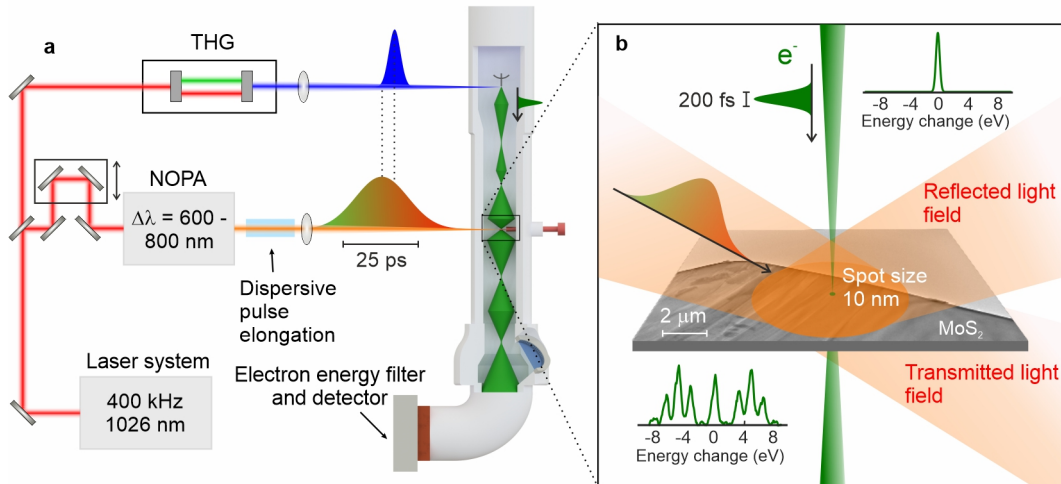 a
THG
NOPA
Δλ = 600 -
800 nm
25 ps
Dispersive
pulse
elongation
Laser system
400 kHz
1026 nm
Electron energy filter
and detector
b
e⁻
200 fs
-8 -4 0 4 8
Energy change (eV)
Reflected light
field
Spot size
10 nm
2 μm
MoS₂
Transmitted light
field
-8 -4 0 4 8
Energy change (eV)